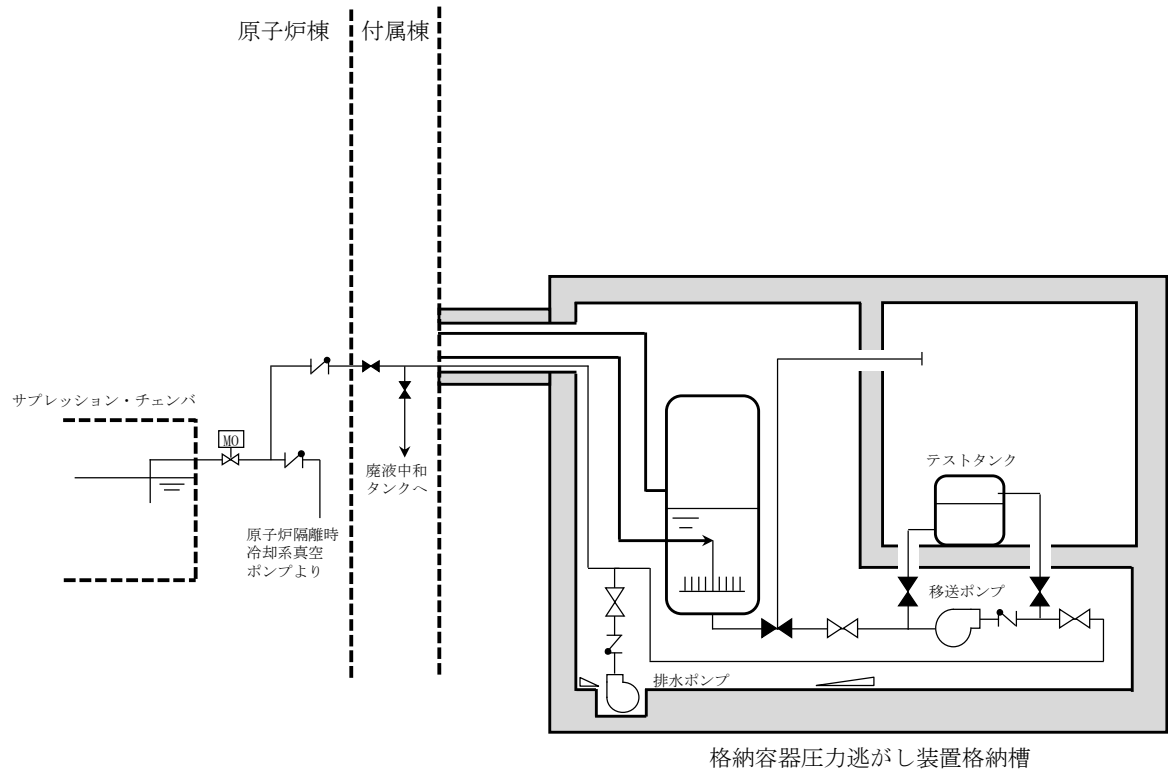 原子炉棟
付属棟
サプレッション・チェンバ
MO
廃液中和
タンクへ
原子炉隔離時
冷却系真空
ポンプより
テストタンク
移送ポンプ
排水ポンプ
格納容器圧力逃がし装置格納槽